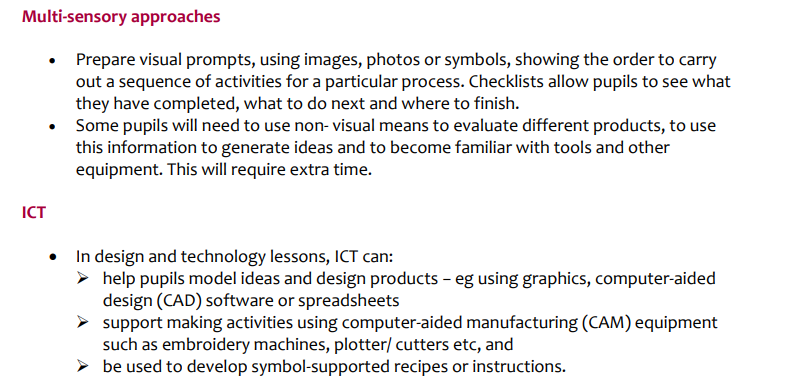 Multi-sensory approaches
• Prepare visual prompts, using images, photos or symbols, showing the order to carry
out a sequence of activities for a particular process. Checklists allow pupils to see what
they have completed, what to do next and where to finish.
• Some pupils will need to use non- visual means to evaluate different products, to use
this information to generate ideas and to become familiar with tools and other
equipment. This will require extra time.
ICT
• In design and technology lessons, ICT can:
➢ help pupils model ideas and design products – eg using graphics, computer-aided
design (CAD) software or spreadsheets
➢ support making activities using computer-aided manufacturing (CAM) equipment
such as embroidery machines, plotter/ cutters etc, and
➢ be used to develop symbol-supported recipes or instructions.